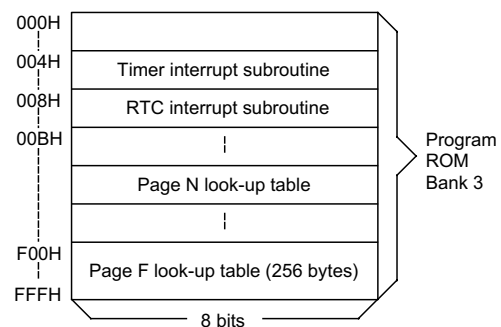 000H
004H
Timer interrupt subroutine
008H
RTC interrupt subroutine
00BH
Page N look-up table
F00H
Page F look-up table (256 bytes)
FFFH
8 bits
Program
ROM
Bank 3